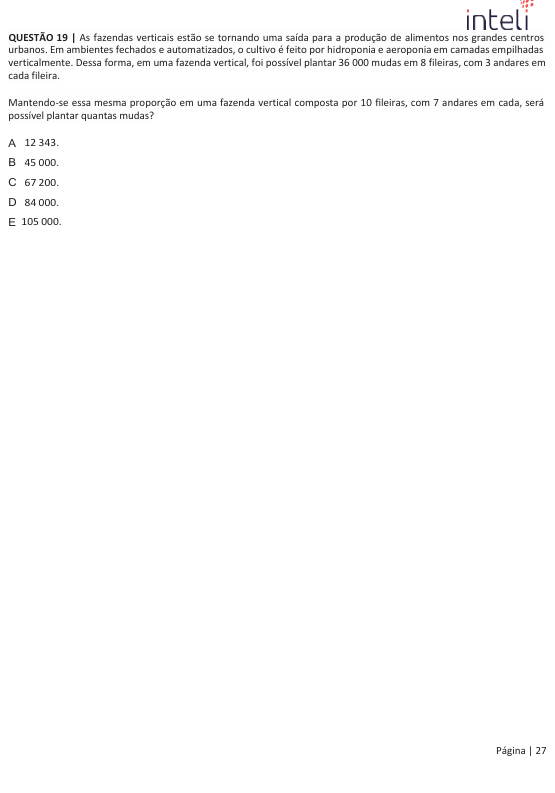 inteli
QUESTÃO 19 | As fazendas verticais estão se tornando uma saída para a produção de alimentos nos grandes centros
urbanos. Em ambientes fechados e automatizados, o cultivo é feito por hidroponia e aeroponia em camadas empilhadas
verticalmente. Dessa forma, em uma fazenda vertical, foi possível plantar 36 000 mudas em 8 fileiras, com 3 andares em
cada fileira.
Mantendo-se essa mesma proporção em uma fazenda vertical composta por 10 fileiras, com 7 andares em cada, será
possível plantar quantas mudas?
A 12 343.
B 45 000.
C 67 200.
D 84 000.
E 105 000.
Página | 27